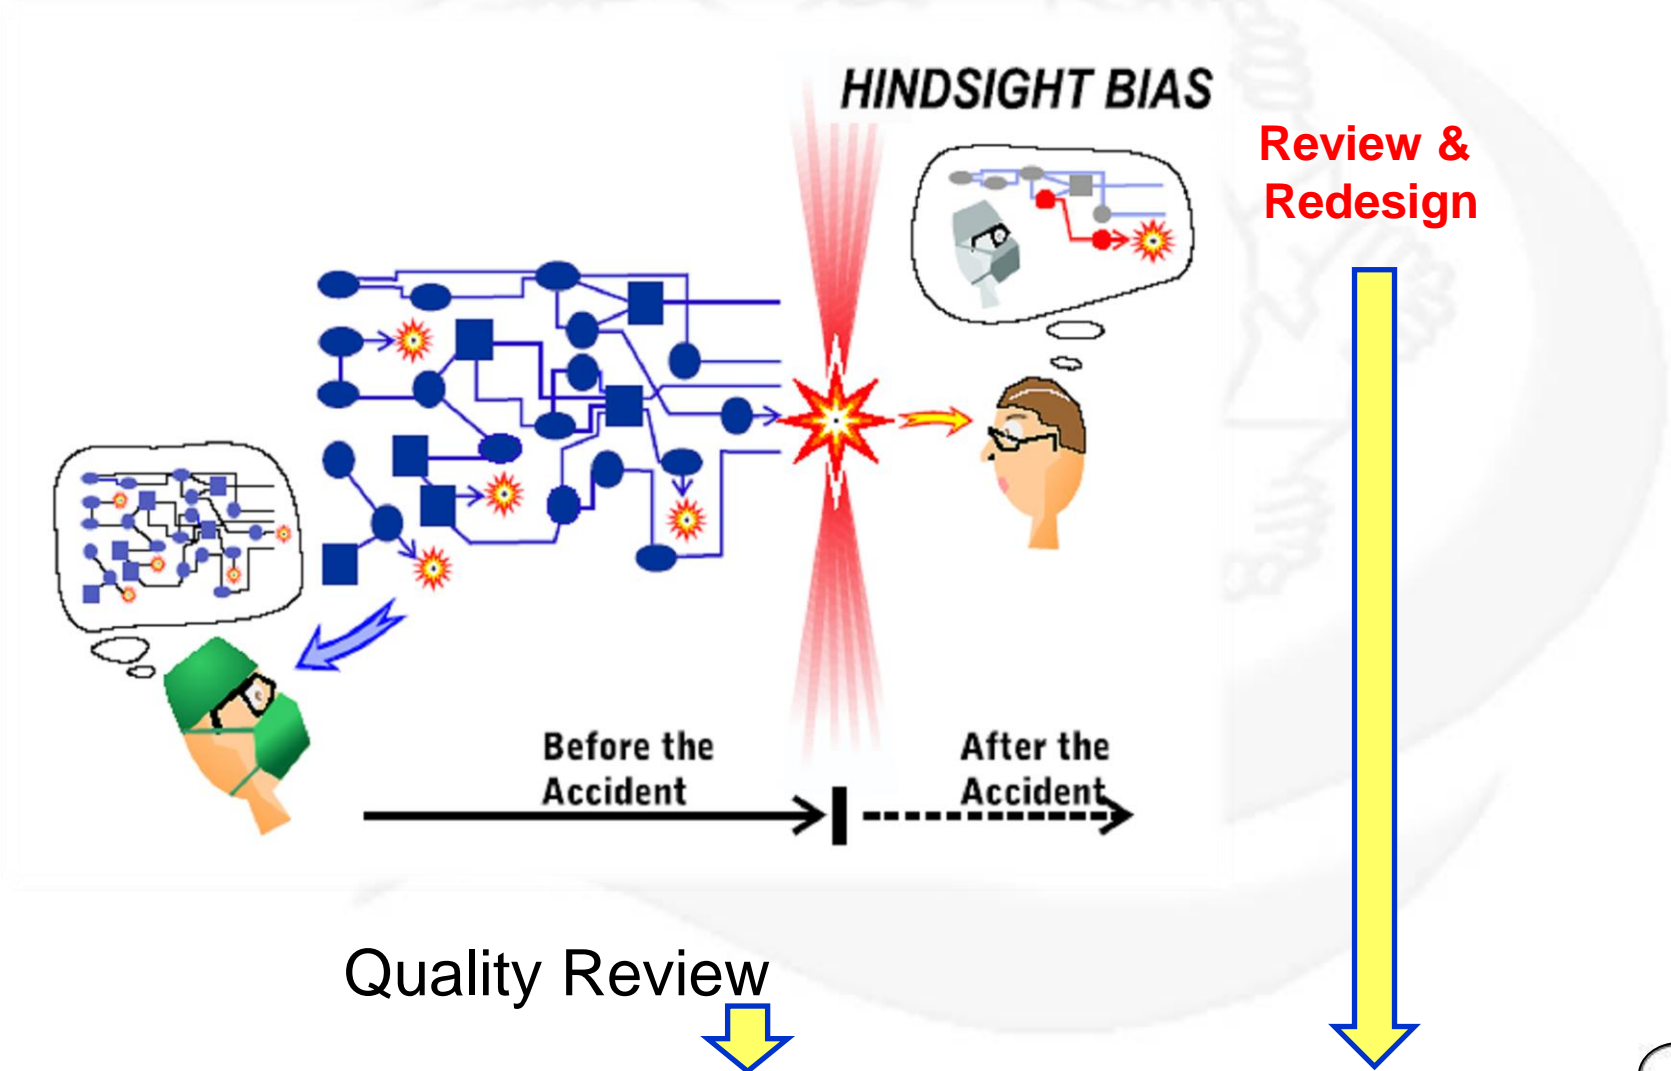 HINDSIGHT BIAS
Review &
Redesign
Before the
Accident
After the
Accident
Quality Review